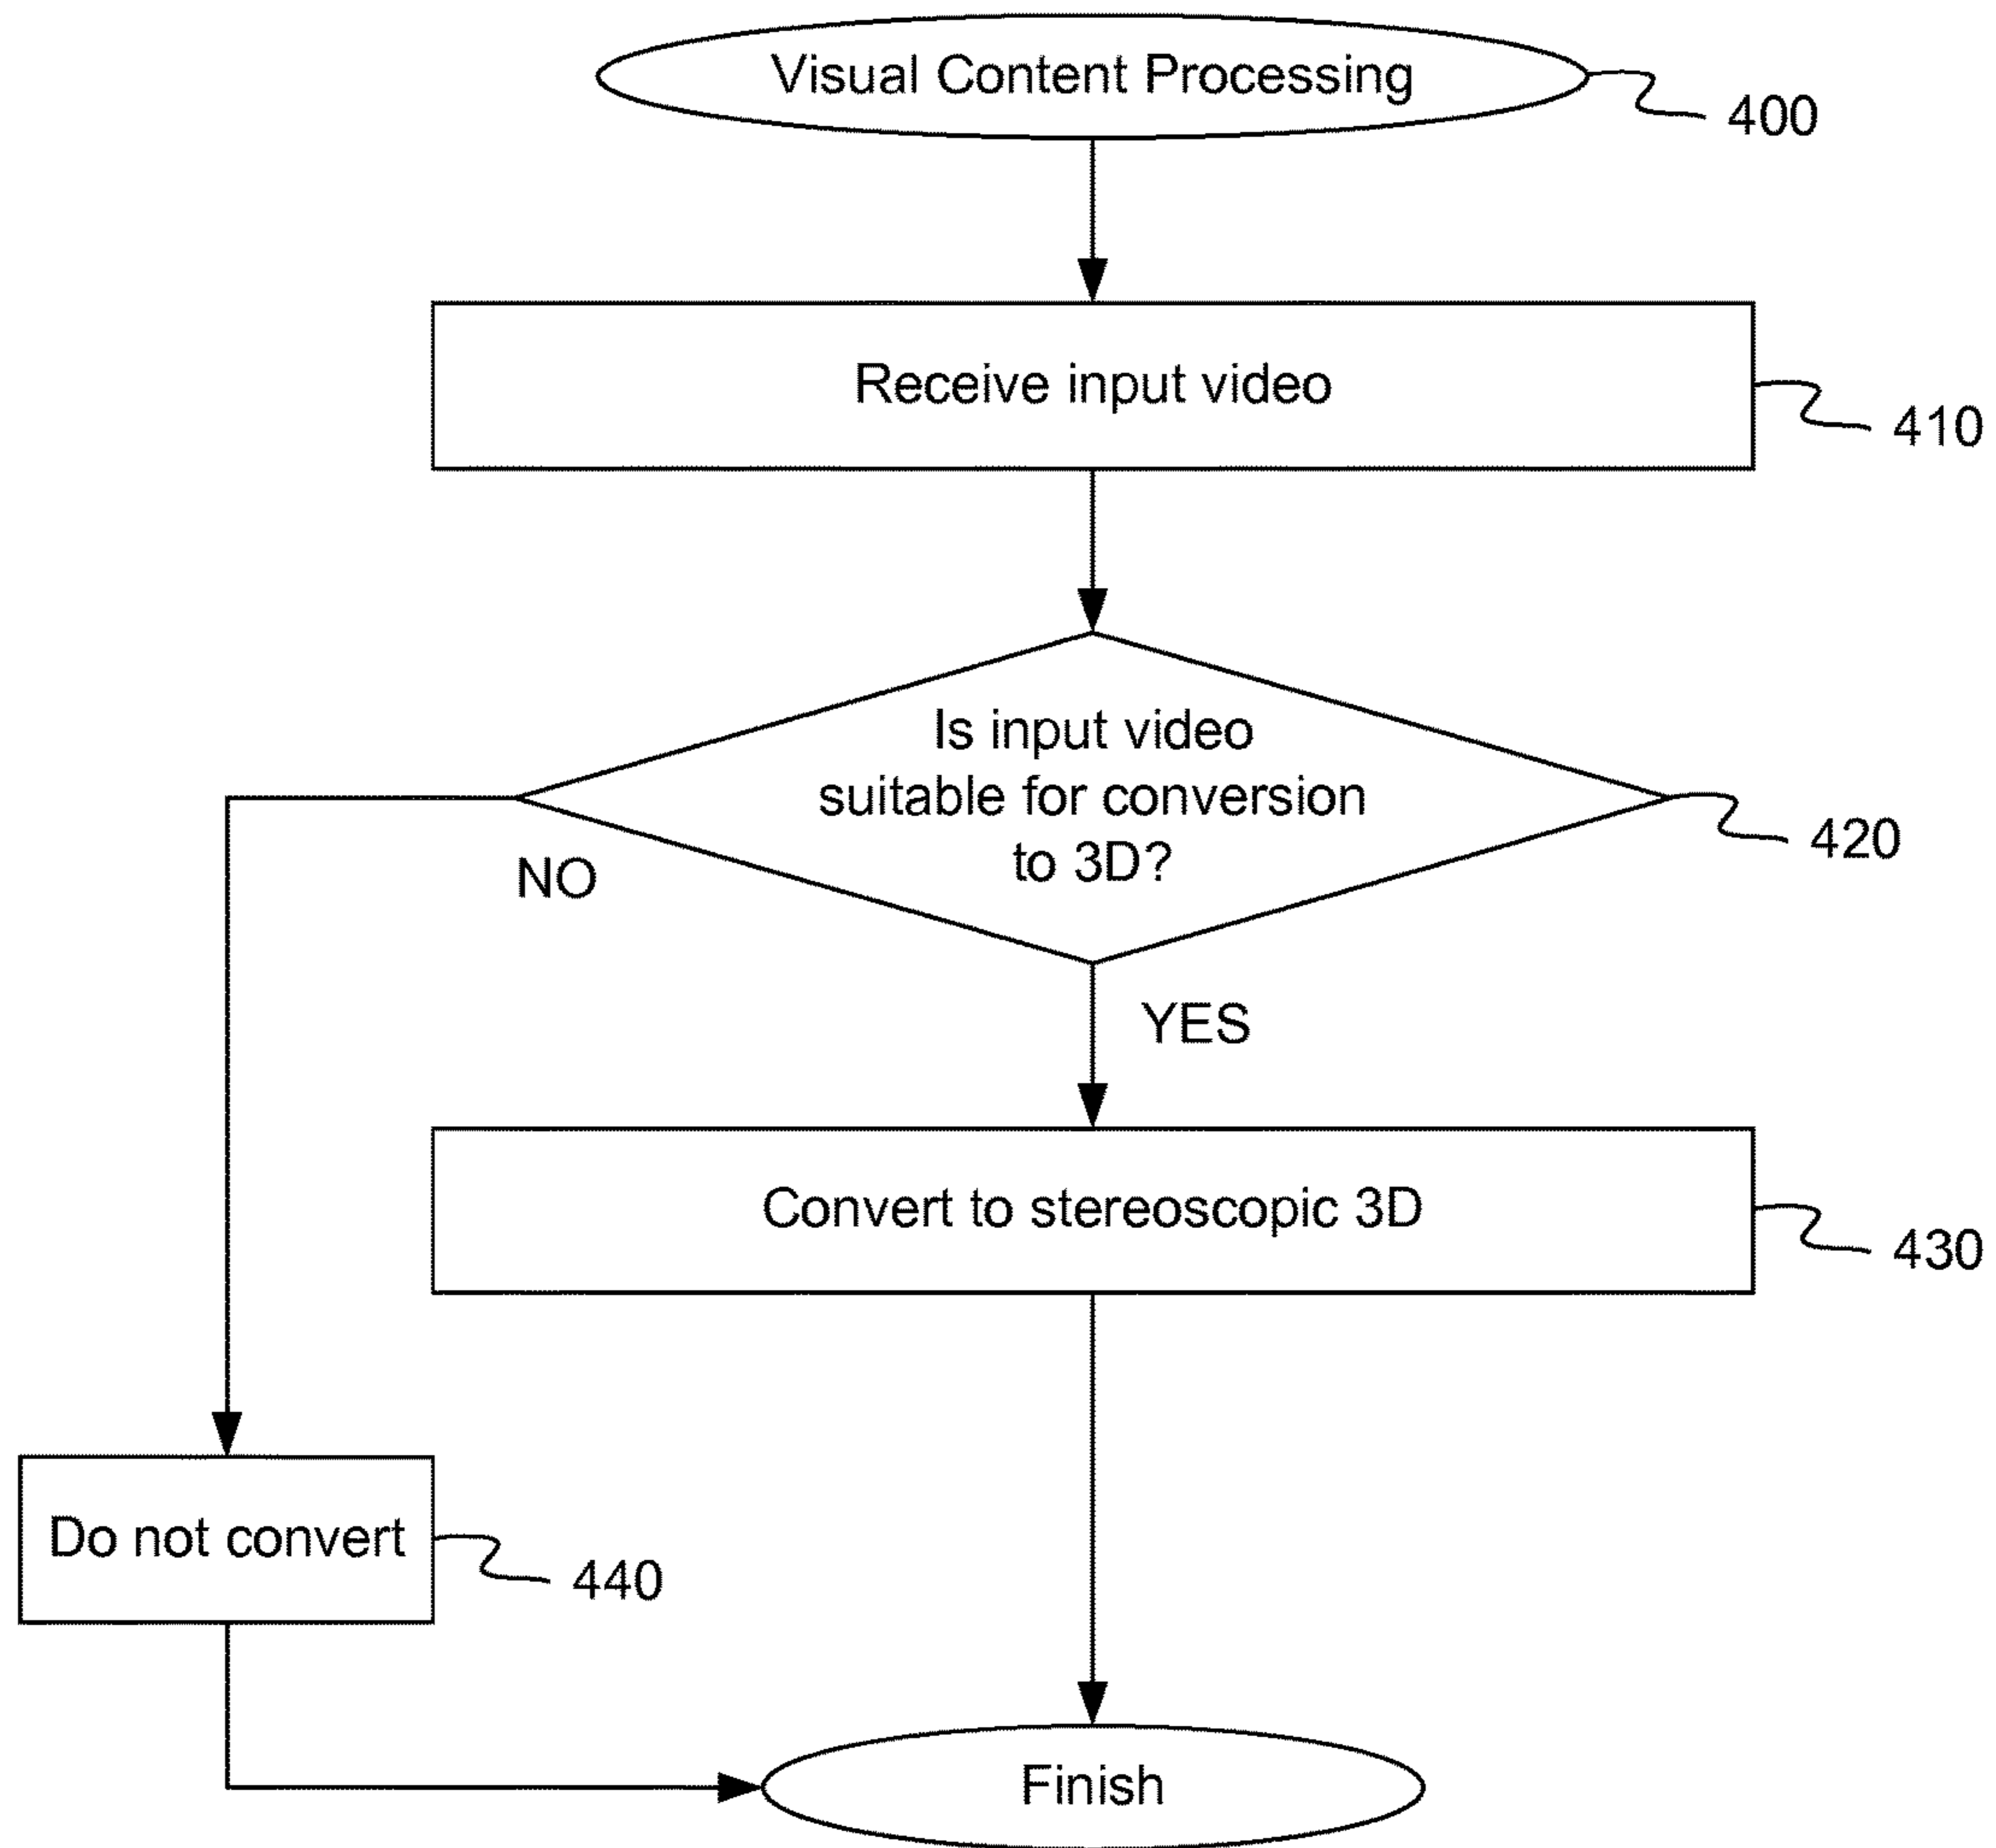 Visual Content Processing
400
Receive input video
410
Is input video
suitable for conversion
to 3D?
420
NO
YES
Convert to stereoscopic 3D
430
Do not convert
440
Finish